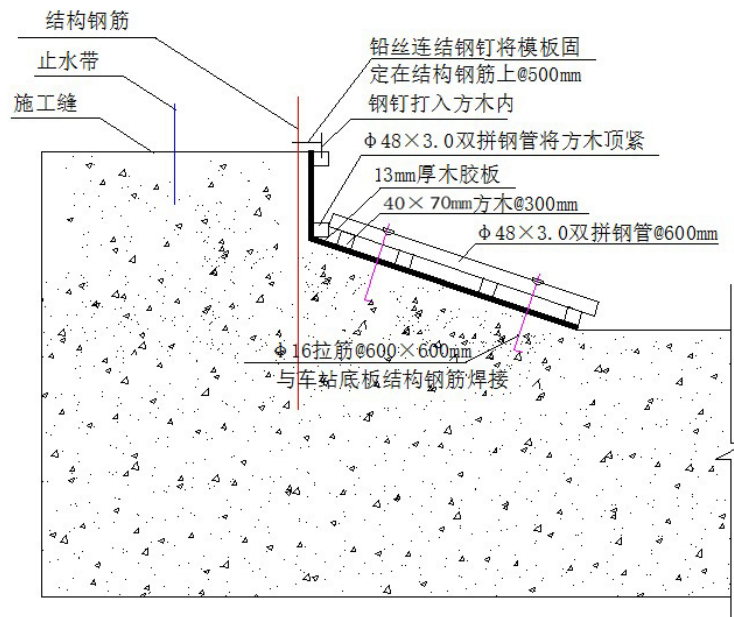 结构钢筋
止水带
施工缝
铅丝连结钢钉将模板固
定在结构钢筋上@500mm
钢钉打入方木内
ф48×3.0双拼钢管将方木顶紧
13mm厚木胶板
40×70mm方木@300mm
ф48×3.0双拼钢管@600mm
ф16拉筋@600×600mm
与车站底板结构钢筋焊接